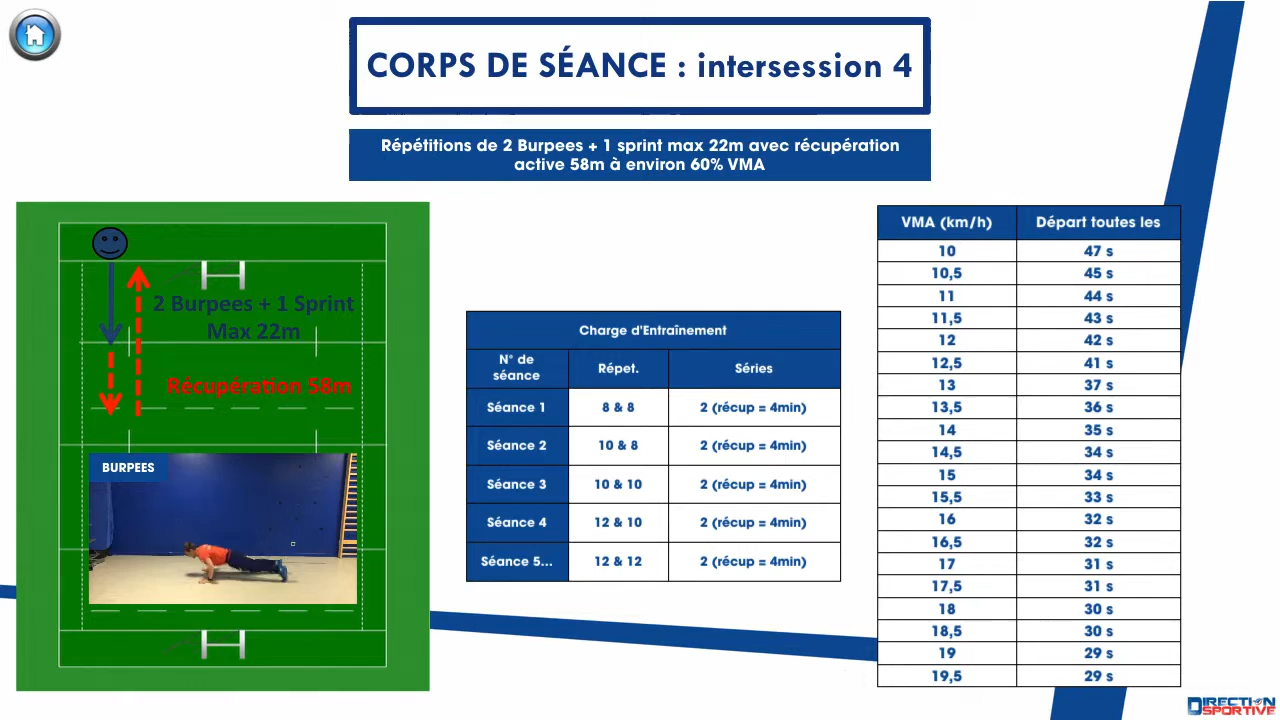 CORPS DE SÉANCE : intersession 4
Répétitions de 2 Burpees + 1 sprint max 22m avec récupération
active 58m à environ 60% VMA
2 Burpees + 1 Sprint
Max 22m
Récupération 58m
BURPEES
Charge d'Entraînement
N° de
séance
Répet.
Séries
Séance 1
8 & 8
2 (récup = 4min)
Séance 2
10 & 8
2 (récup = 4min)
Séance 3
10 & 10
2 (récup = 4min)
Séance 4
12 & 10
2 (récup = 4min)
Séance 5...
12 & 12
2 (récup = 4min)
VMA (km/h)
Départ toutes les
10
47 s
10,5
45 s
11
44 s
11,5
43 s
12
42 s
12,5
41 s
13
37 s
13,5
36 s
14
35 s
14,5
34 s
15
34 s
15,5
33 s
16
32 s
16,5
32 s
17
31 s
17,5
31 s
18
30 s
18,5
30 s
19
29 s
19,5
29 s
DIRECTION
SPORTIVE